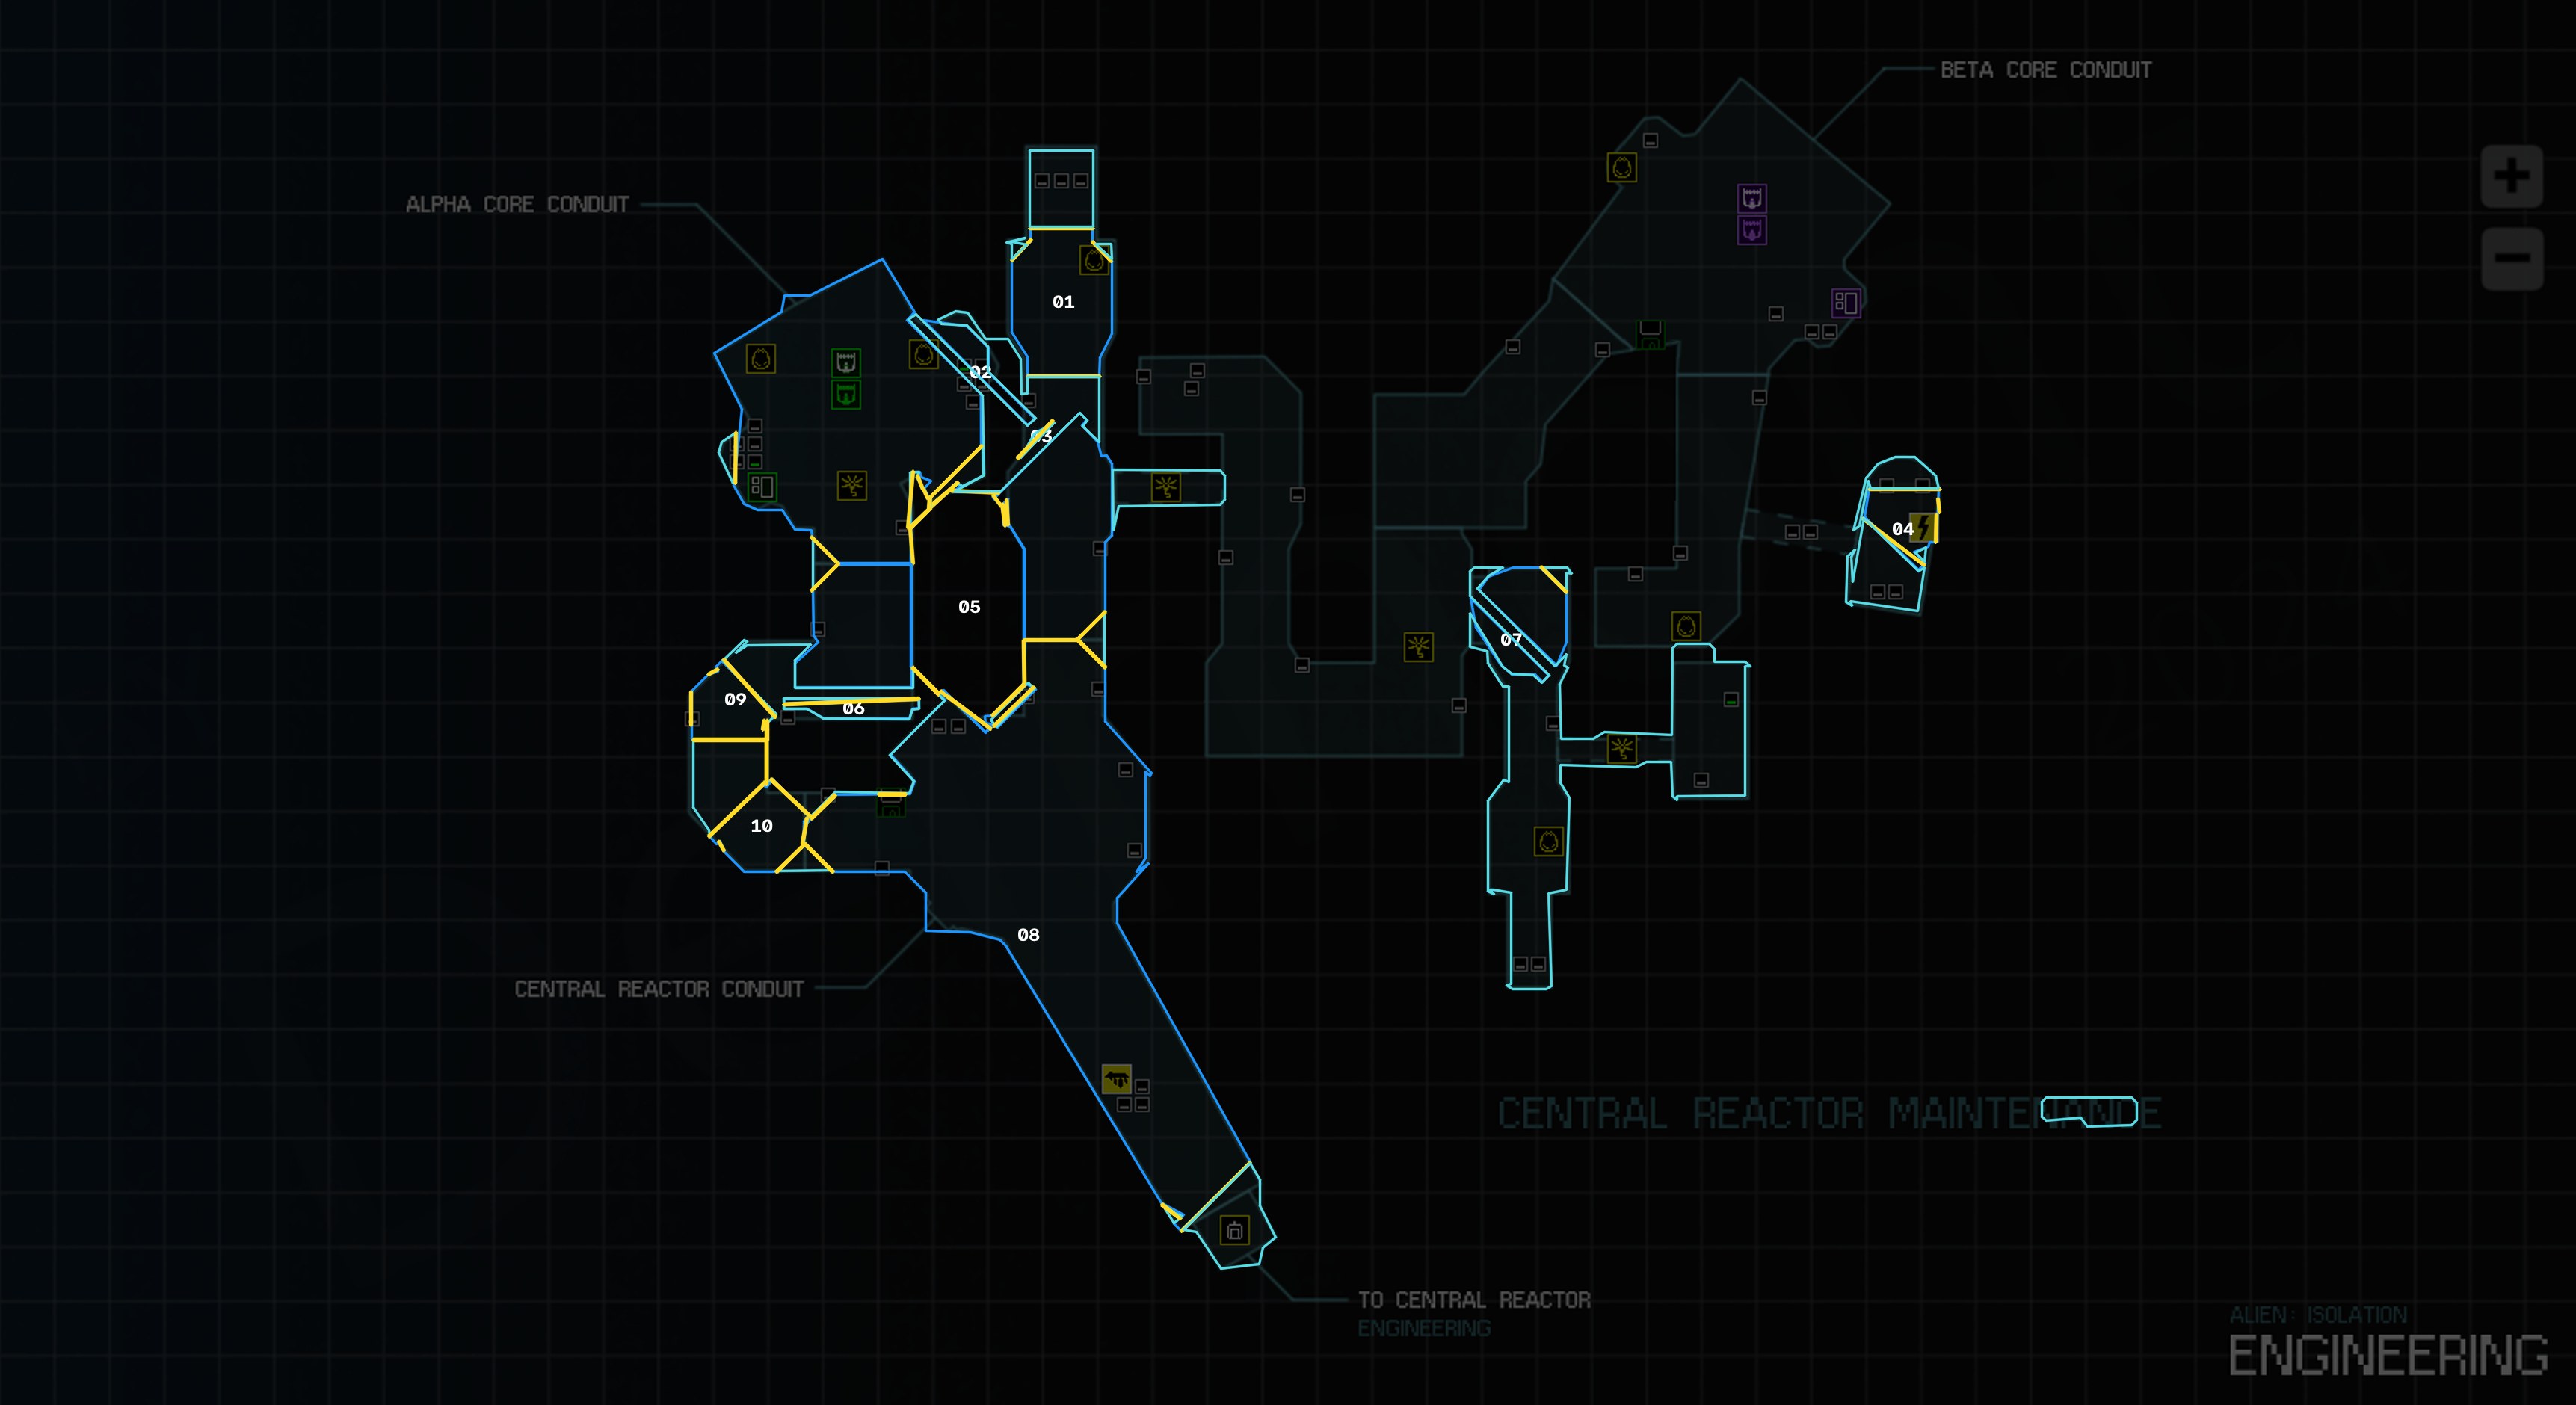 BETA CORE CONDUIT
ALPHA CORE CONDUIT
01
02
03
04
05
07
09
06
10
08
CENTRAL REACTOR CONDUIT
CENTRAL REACTOR MAINTENANCE
TO CENTRAL REACTOR
ENGINEERING
ALIEN: ISOLATION
ENGINEERING